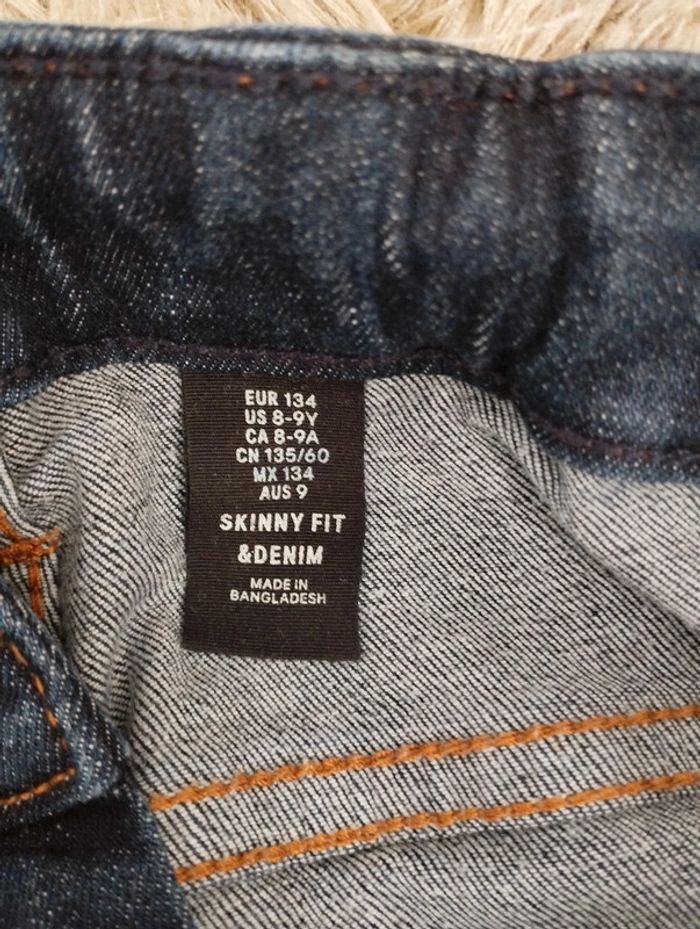 EUR 134
US 8-9Y
CA 8-9A
CN 135/60
MX 134
AUS 9
SKINNY FIT
&DENIM
MADE IN
BANGLADESH